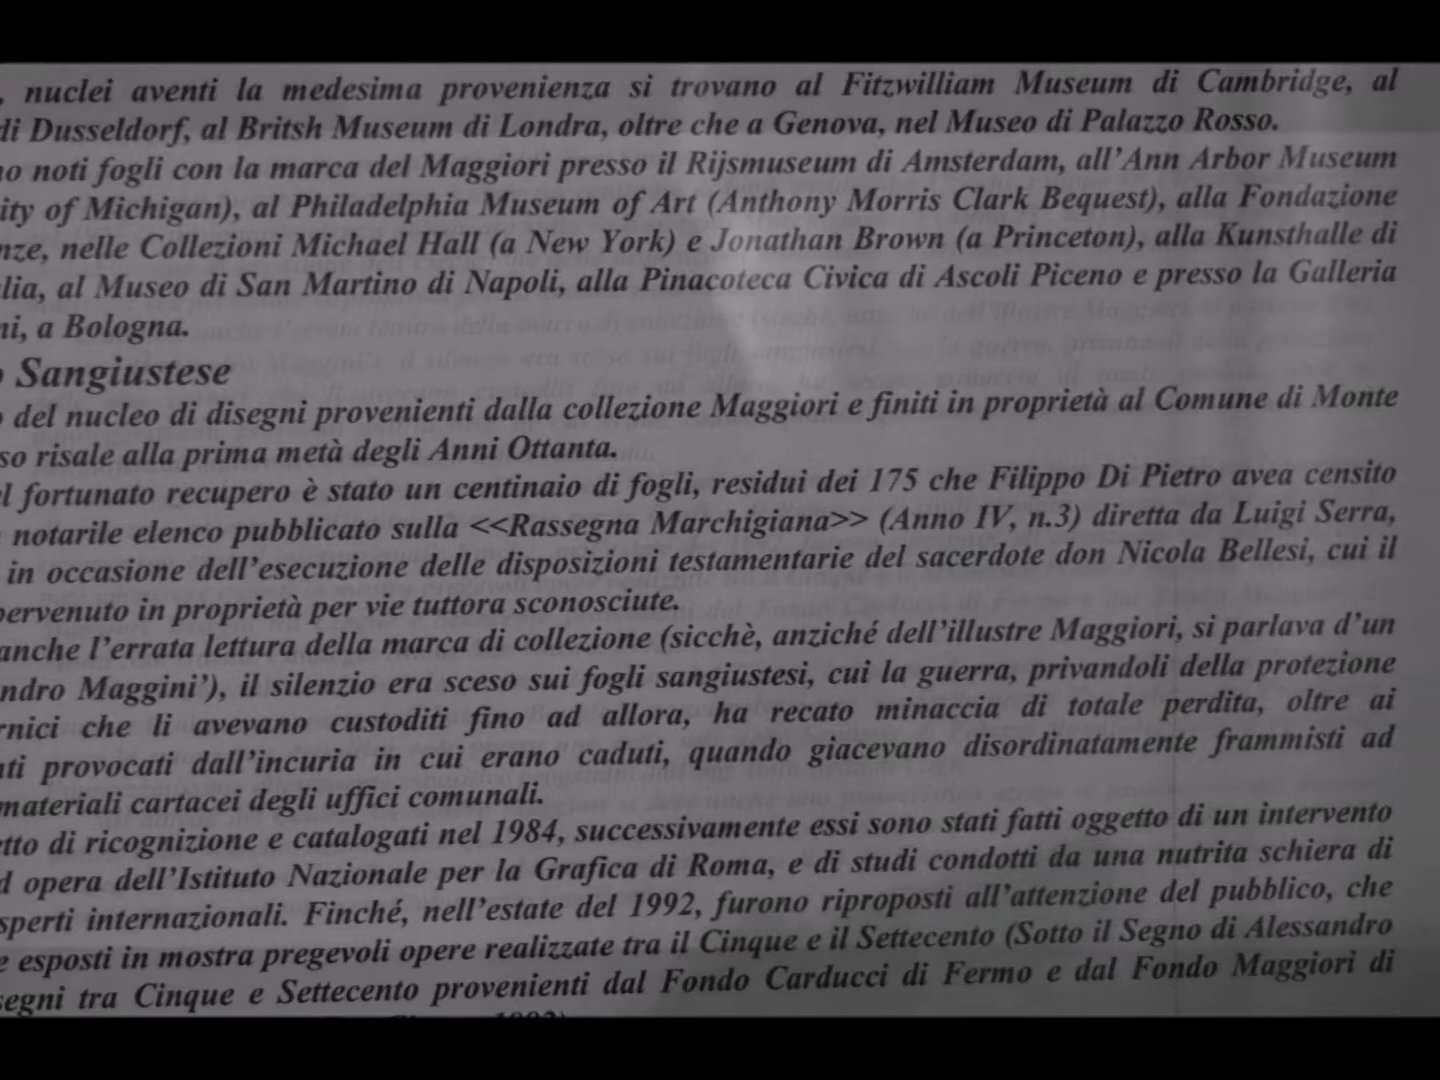 , nuclei aventi la medesima provenienza si trovano al Fitzwilliam Museum di Cambridge, al
di Dusseldorf, al Britsh Museum di Londra, oltre che a Genova, nel Museo di Palazzo Rosso.
no noti fogli con la marca del Maggiori presso il Rijsmuseum di Amsterdam, all'Ann Arbor Museum
ity of Michigan), al Philadelphia Museum of Art (Anthony Morris Clark Bequest), alla Fondazione
nze, nelle Collezioni Michael Hall (a New York) e Jonathan Brown (a Princeton), alla Kunsthalle di
lia, al Museo di San Martino di Napoli, alla Pinacoteca Civica di Ascoli Piceno e presso la Galleria
ni, a Bologna.
o Sangiustese
o del nucleo di disegni provenienti dalla collezione Maggiori e finiti in proprietà al Comune di Monte
so risale alla prima metà degli Anni Ottanta.
el fortunato recupero è stato un centinaio di fogli, residui dei 175 che Filippo Di Pietro avea censito
notarile elenco pubblicato sulla <<Rassegna Marchigiana>> (Anno IV, n.3) diretta da Luigi Serra,
in occasione dell'esecuzione delle disposizioni testamentarie del sacerdote don Nicola Bellesi, cui il
pervenuto in proprietà per vie tuttora sconosciute.
anche l'errata lettura della marca di collezione (sicchè, anziché dell'illustre Maggiori, si parlava d'un
ndro Maggini'), il silenzio era sceso sui fogli sangiustesi, cui la guerra, privandoli della protezione
rnici che li avevano custoditi fino ad allora, ha recato minaccia di totale perdita, oltre ai
ati provocati dall'incuria in cui erano caduti, quando giacevano disordinatamente frammisti ad
materiali cartacei degli uffici comunali.
etto di ricognizione e catalogati nel 1984, successivamente essi sono stati fatti oggetto di un intervento
d opera dell'Istituto Nazionale per la Grafica di Roma, e di studi condotti da una nutrita schiera di
sperti internazionali. Finché, nell'estate del 1992, furono riproposti all'attenzione del pubblico, che
e esposti in mostra pregevoli opere realizzate tra il Cinque e il Settecento (Sotto il Segno di Alessandro
segni tra Cinque e Settecento provenienti dal Fondo Carducci di Fermo e dal Fondo Maggiori di